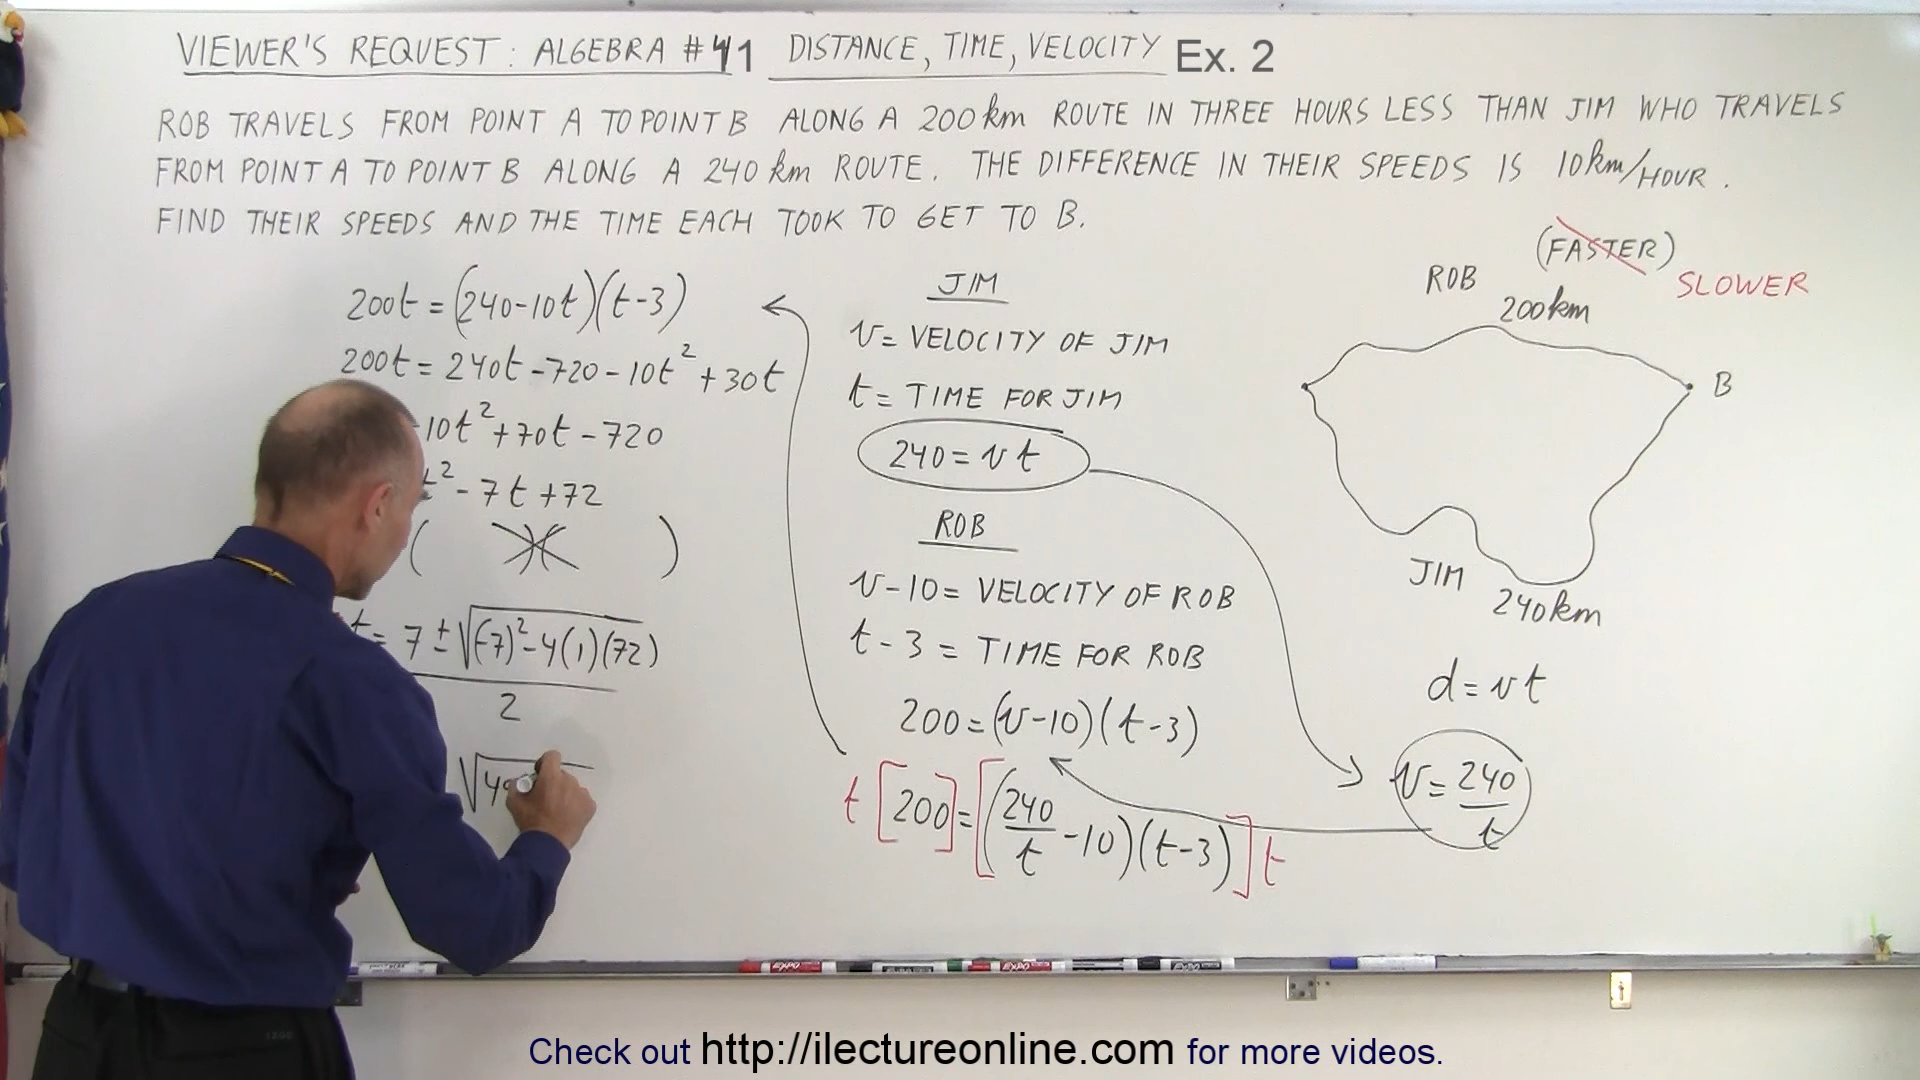 VIEWER'S REQUEST: ALGEBRA #41 DISTANCE, TIME, VELOCITY Ex. 2
ROB TRAVELS FROM POINT A TO POINT B ALONG A 200km ROUTE IN THREE HOURS LESS THAN JIM WHO TRAVELS
FROM POINT A TO POINT B ALONG A 240 km ROUTE. THE DIFFERENCE IN THEIR SPEEDS IS 10km/HOUR.
FIND THEIR SPEEDS AND THE TIME EACH TOOK TO GET TO B.
200t = (240-10t)(t-3)
200t = 240t -720 - 10t² + 30t
-10t² + 70t - 720
t² - 7t + 72
( )( )
t = 7 ± √(-7)² - 4(1)(72)
2
JIM
v = VELOCITY OF JIM
t = TIME FOR JIM
240 = vt
ROB
v-10 = VELOCITY OF ROB
t-3 = TIME FOR ROB
200 = (v-10)(t-3)
t[200] = [(240/t - 10)(t-3)]t
(FASTER)
ROB
SLOWER
200km
B
JIM
240km
d = vt
v = 240/t
Check out http://ilectureonline.com for more videos.